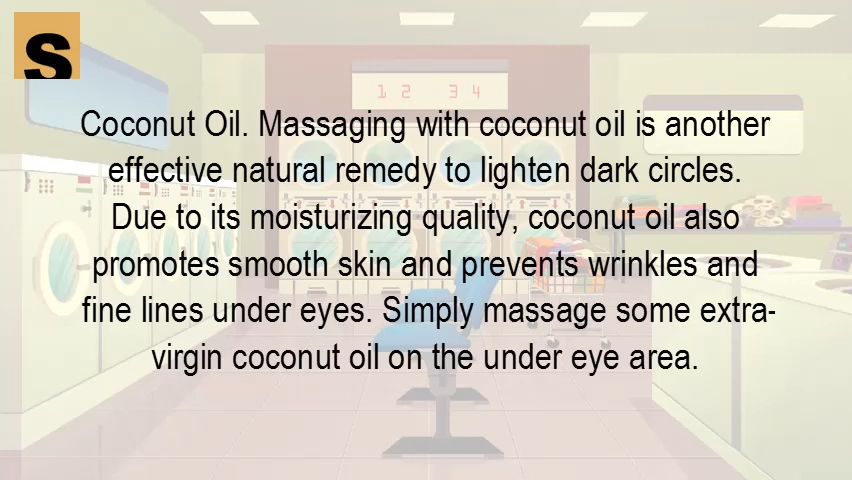 S
1 2 3 4
Coconut Oil. Massaging with coconut oil is another
effective natural remedy to lighten dark circles.
Due to its moisturizing quality, coconut oil also
promotes smooth skin and prevents wrinkles and
fine lines under eyes. Simply massage some extra-
virgin coconut oil on the under eye area.